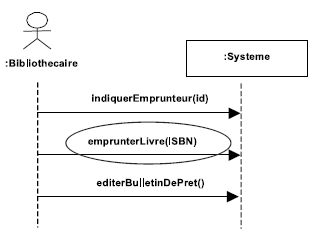 :Bibliothecaire
:Systeme
indiquerEmprunteur(id)
emprunterLivre(ISBN)
editerBulletinDePret()